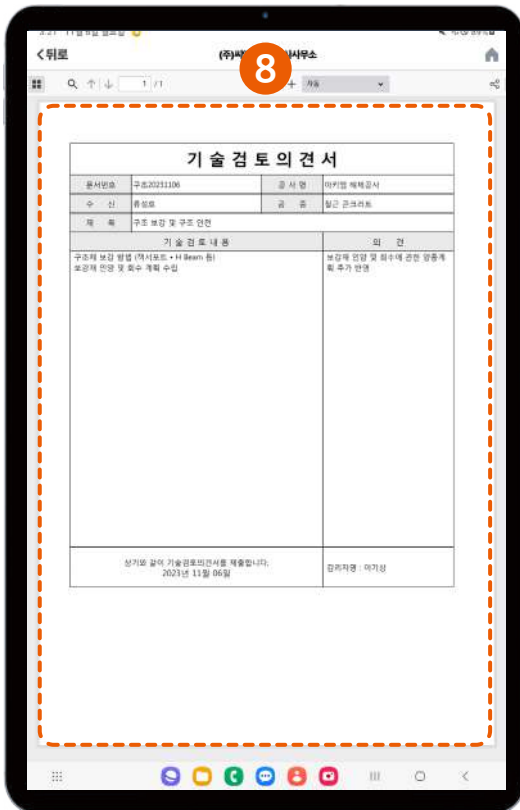 뒤로
8
1 /1
자동
기술검토의견서
문서번호 구조20231106
공사명 마키엠 해체공사
수 신 류성호
공 종 철근 콘크리트
제 목 구조 보강 및 구조 안전
기술검토내용
의 견
구조체 보강 방법 (잭서포트 + H Beam 등)
보강재 인양 및 회수 계획 수립
보강재 인양 및 회수에 관한 양중계
획 추가 반영
상기와 같이 기술검토의견서를 제출합니다.
2023년 11월 06일
감리자명 : 이기상